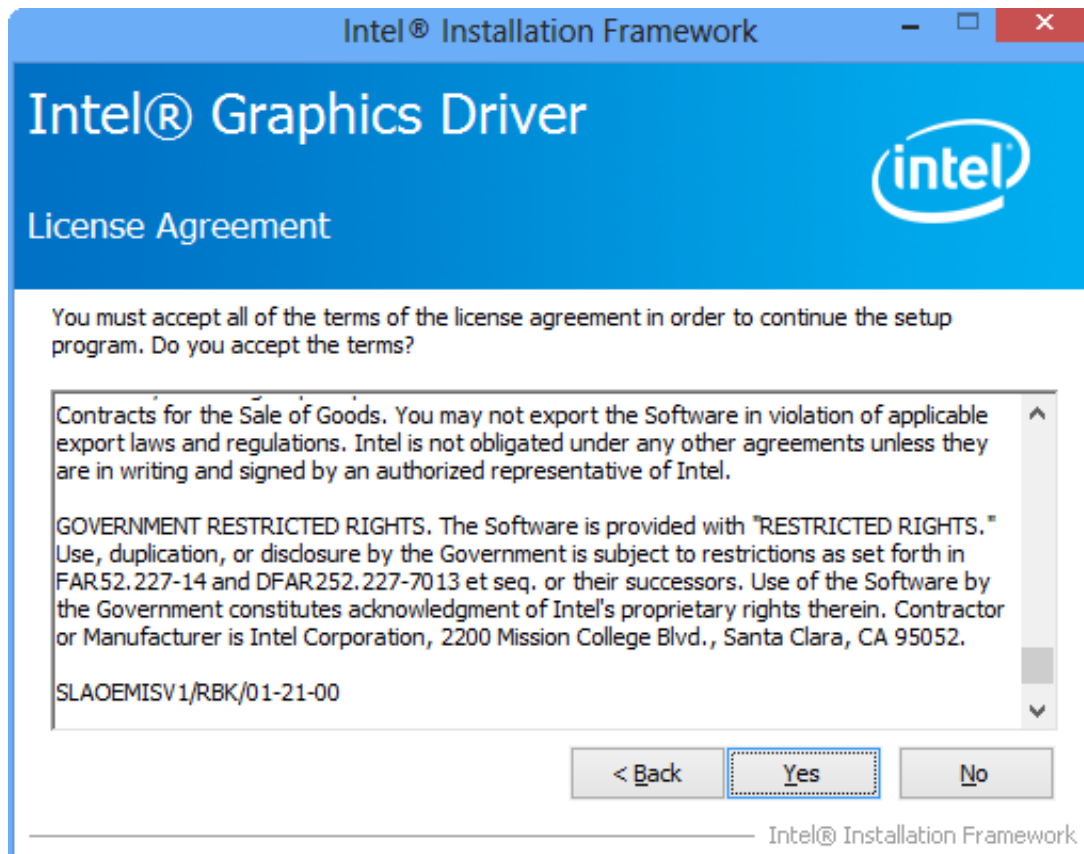 Intel® Installation Framework
Intel® Graphics Driver
intel
License Agreement
You must accept all of the terms of the license agreement in order to continue the setup
program. Do you accept the terms?
Contracts for the Sale of Goods. You may not export the Software in violation of applicable
export laws and regulations. Intel is not obligated under any other agreements unless they
are in writing and signed by an authorized representative of Intel.
GOVERNMENT RESTRICTED RIGHTS. The Software is provided with "RESTRICTED RIGHTS."
Use, duplication, or disclosure by the Government is subject to restrictions as set forth in
FAR52.227-14 and DFAR252.227-7013 et seq. or their successors. Use of the Software by
the Government constitutes acknowledgment of Intel's proprietary rights therein. Contractor
or Manufacturer is Intel Corporation, 2200 Mission College Blvd., Santa Clara, CA 95052.
SLAOEMISV1/RBK/01-21-00
< Back Yes No
Intel® Installation Framework